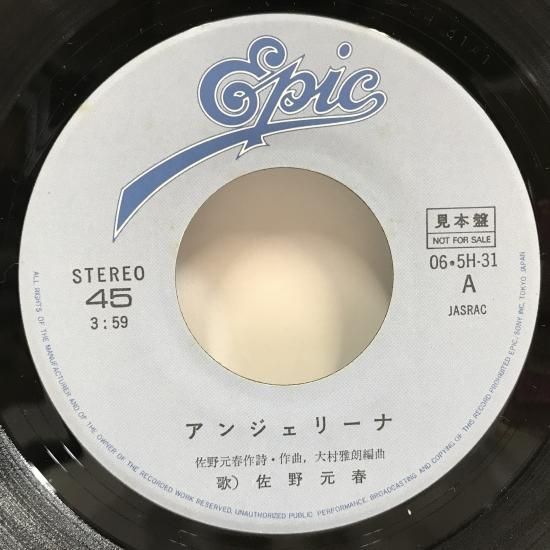 Epic
見本盤
NOT FOR SALE
STEREO
45
3:59
06・5H-31
A
JASRAC
アンジェリーナ
佐野元春作詩・作曲, 大村雅朗編曲
歌) 佐野元春
ALL RIGHTS OF THE MANUFACTURER AND OF THE OWNER OF THE RECORDED WORK RESERVED, UNAUTHORIZED PUBLIC PERFORMANCE, BROADCASTING AND COPYING OF THIS RECORD PROHIBITED EPIC, SONY INC. TOKYO JAPAN